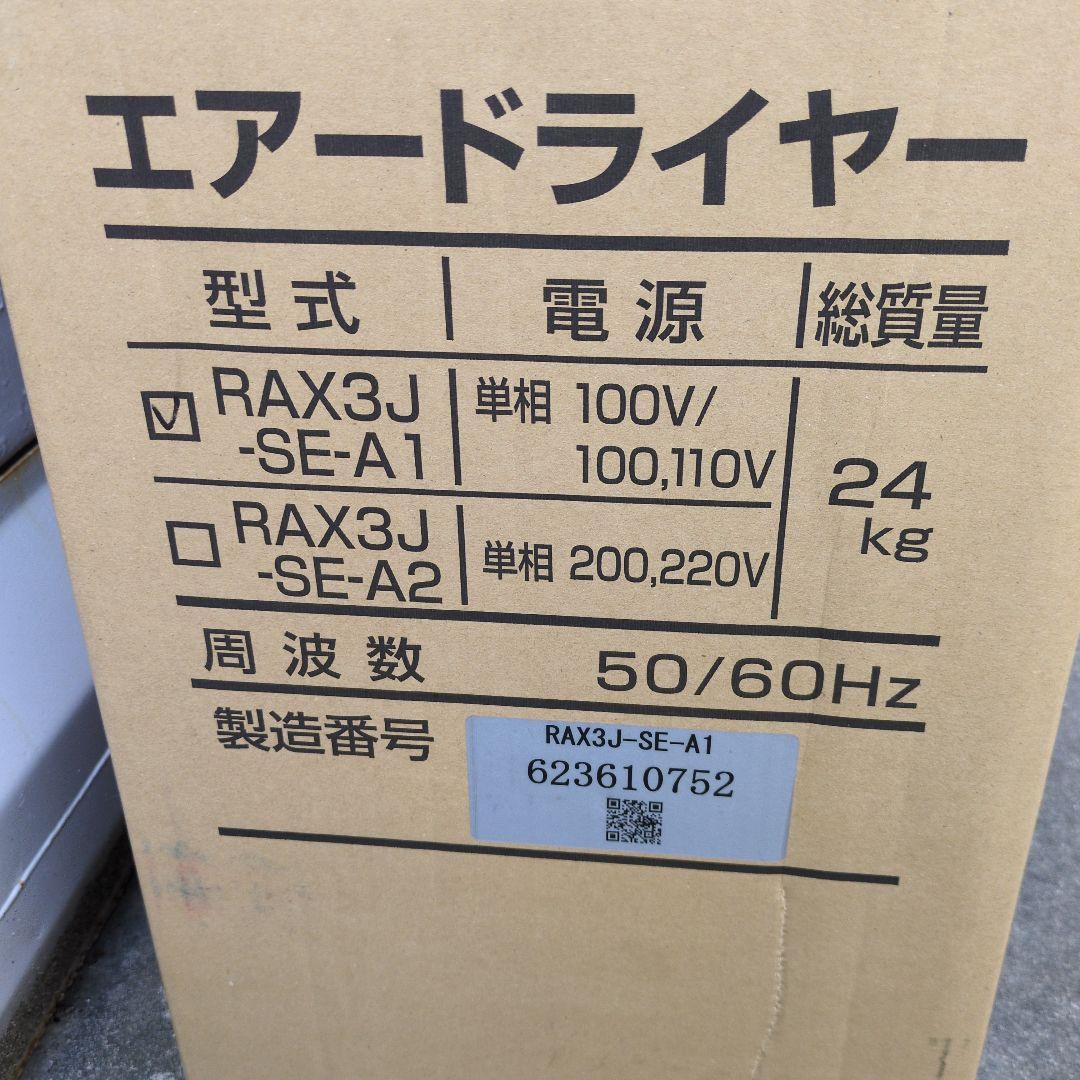 エアードライヤー
型式 電源 総質量
☑ RAX3J 単相 100V/
-SE-A1 100,110V
24
kg
☐ RAX3J
-SE-A2 単相 200,220V
周波数 50/60Hz
製造番号 RAX3J-SE-A1
623610752